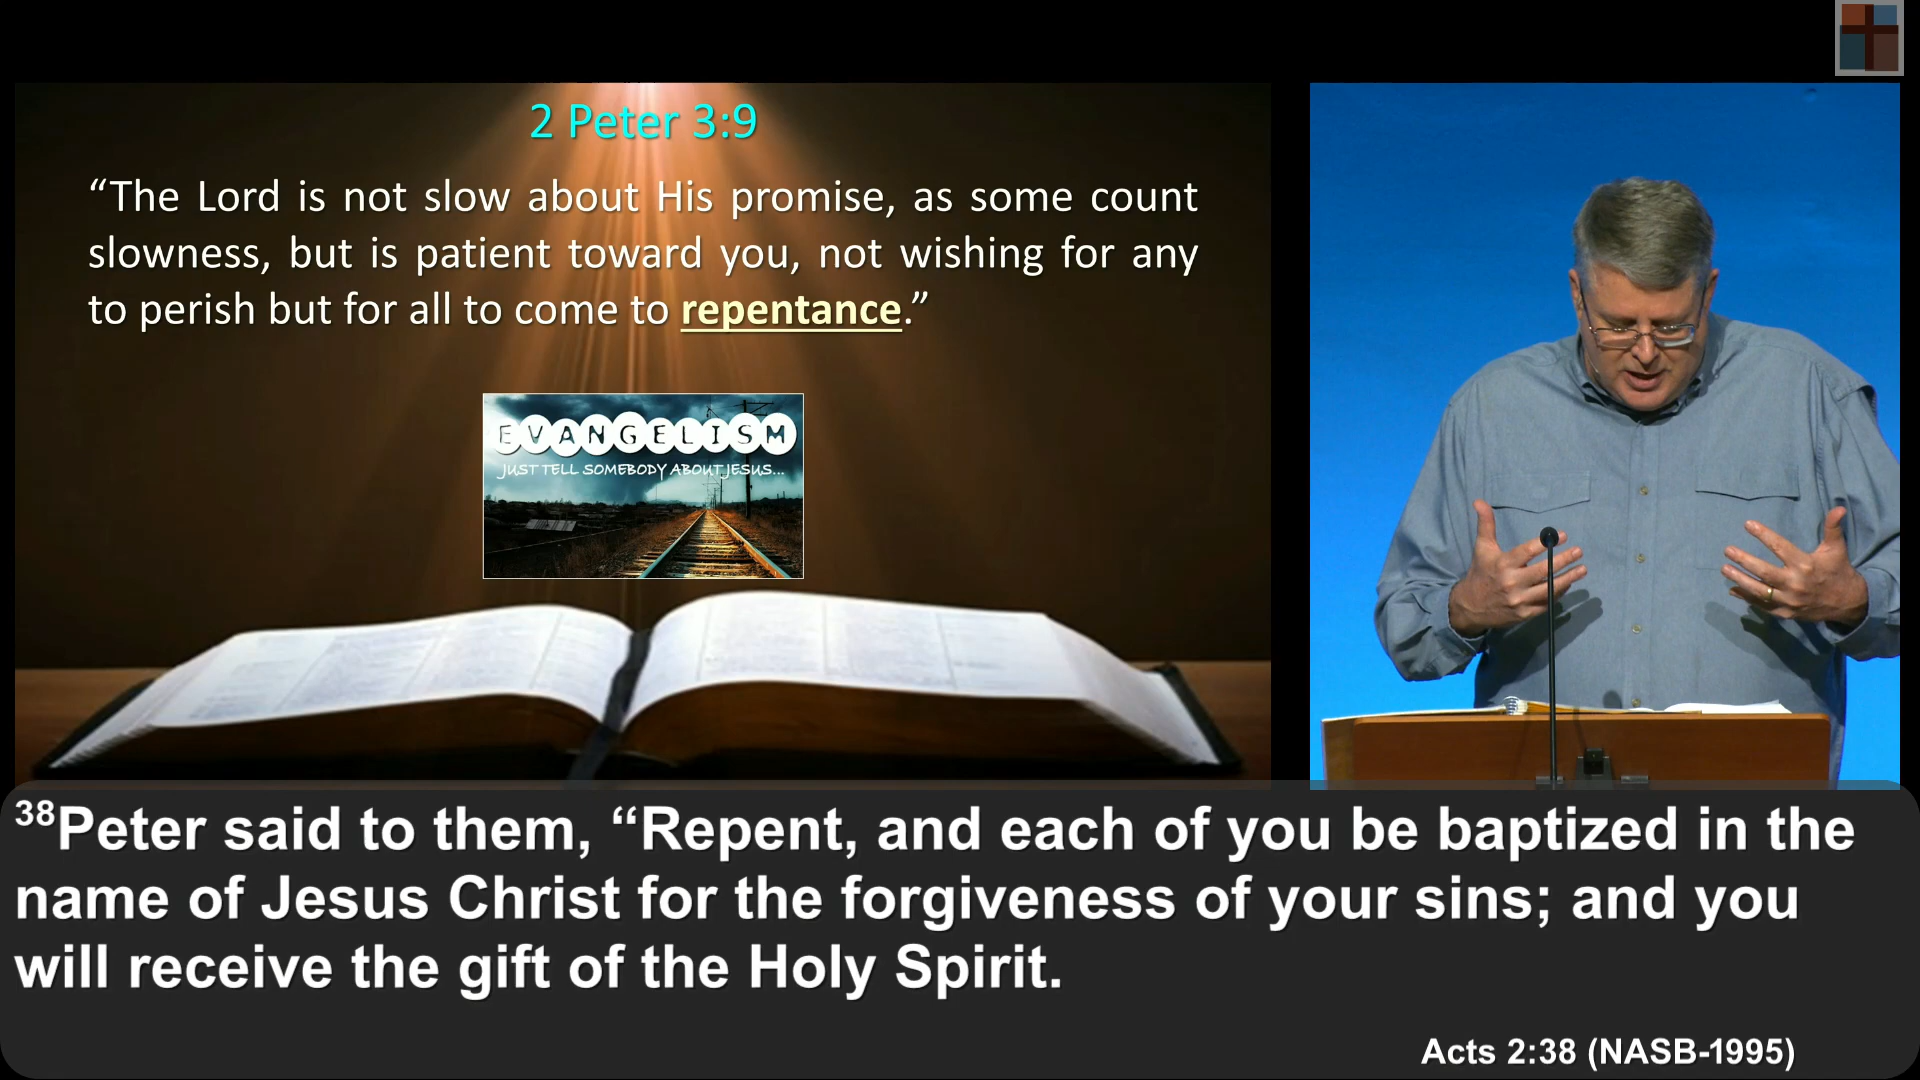 2 Peter 3:9
“The Lord is not slow about His promise, as some count
slowness, but is patient toward you, not wishing for any
to perish but for all to come to repentance.”
EVANGELISM
JUST TELL SOMEBODY ABOUT JESUS...
38Peter said to them, “Repent, and each of you be baptized in the
name of Jesus Christ for the forgiveness of your sins; and you
will receive the gift of the Holy Spirit.
Acts 2:38 (NASB-1995)